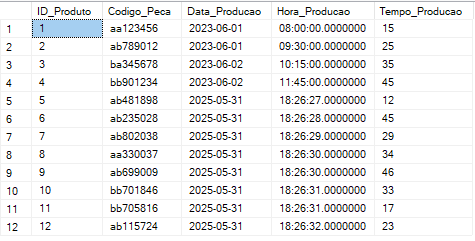 ID_Produto Codigo_Peca Data_Producao Hora_Producao Tempo_Producao
1 1 aa123456 2023-06-01 08:00:00.0000000 15
2 2 ab789012 2023-06-01 09:30:00.0000000 25
3 3 ba345678 2023-06-02 10:15:00.0000000 35
4 4 bb901234 2023-06-02 11:45:00.0000000 45
5 5 ab481898 2025-05-31 18:26:27.0000000 12
6 6 ab235028 2025-05-31 18:26:28.0000000 45
7 7 ab802038 2025-05-31 18:26:29.0000000 29
8 8 aa330037 2025-05-31 18:26:30.0000000 34
9 9 ab699009 2025-05-31 18:26:30.0000000 46
10 10 bb701846 2025-05-31 18:26:31.0000000 33
11 11 bb705816 2025-05-31 18:26:31.0000000 17
12 12 ab115724 2025-05-31 18:26:32.0000000 23